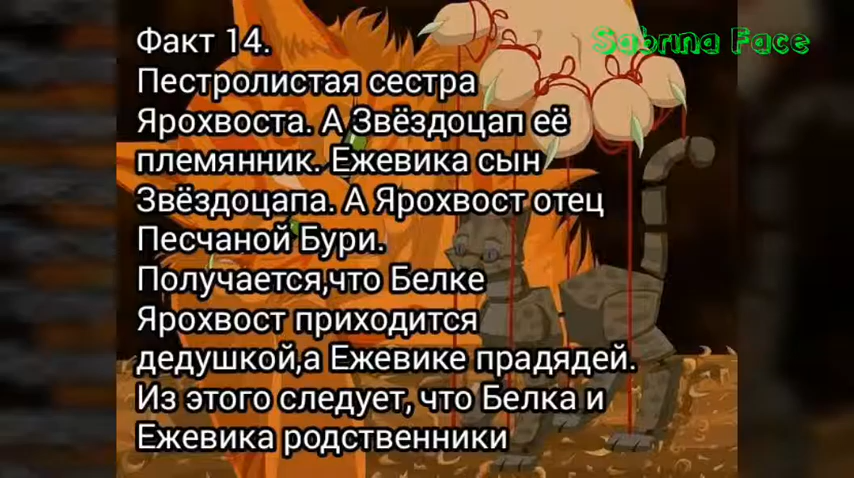 Sabrina Face
Факт 14.
Пестролистая сестра
Ярохвоста. А Звёздоцап её
племянник. Ежевика сын
Звёздоцапа. А Ярохвост отец
Песчаной Бури.
Получается,что Белке
Ярохвост приходится
дедушкой,а Ежевике прадядей.
Из этого следует, что Белка и
Ежевика родственники